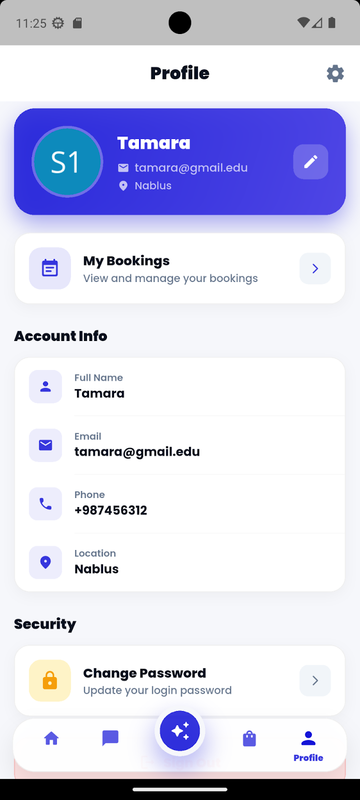 11:25
Profile
S1
Tamara
tamara@gmail.edu
Nablus
My Bookings
View and manage your bookings
Account Info
Full Name
Tamara
Email
tamara@gmail.edu
Phone
+987456312
Location
Nablus
Security
Change Password
Update your login password
Profile